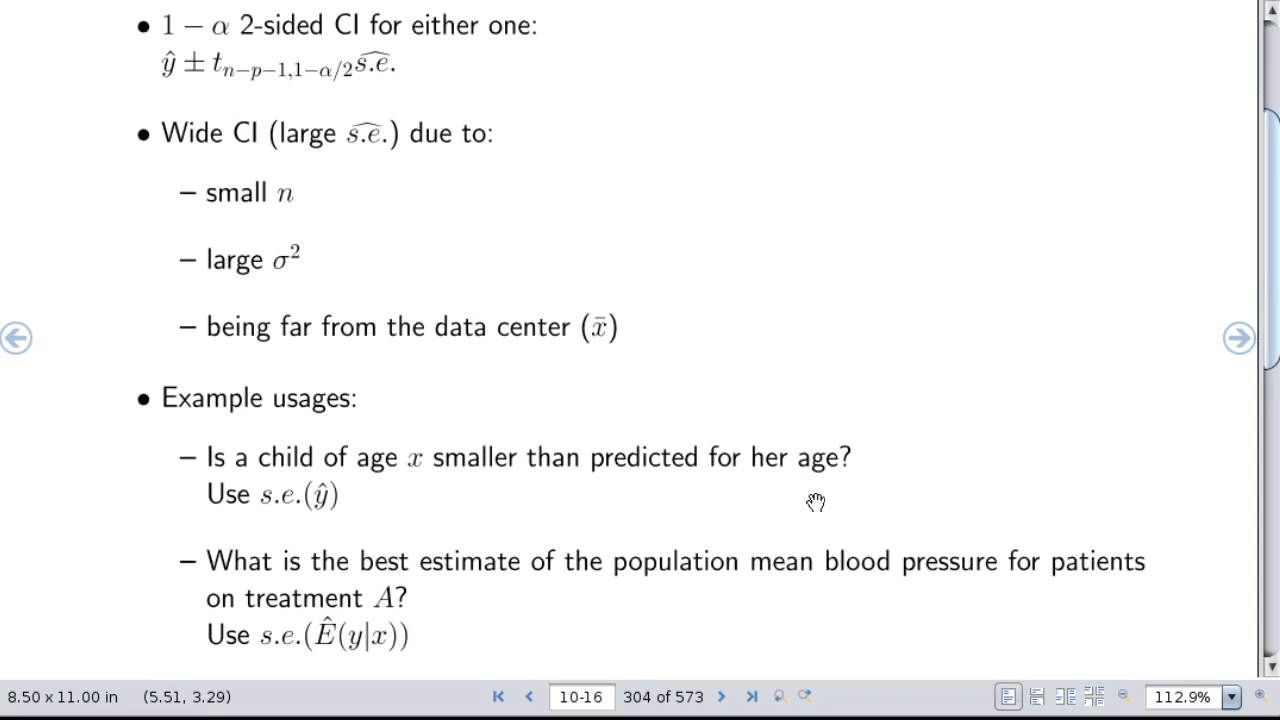 • 1 − α 2-sided CI for either one:
ŷ ± t_{n−p−1,1−α/2} \widehat{s.e.}
• Wide CI (large \widehat{s.e.}) due to:
– small n
– large σ²
– being far from the data center (x̄)
• Example usages:
– Is a child of age x smaller than predicted for her age?
Use s.e.(ŷ)
– What is the best estimate of the population mean blood pressure for patients
on treatment A?
Use s.e.(Ê(y|x))
8.50 x 11.00 in (5.51, 3.29) 10-16 304 of 573 112.9%